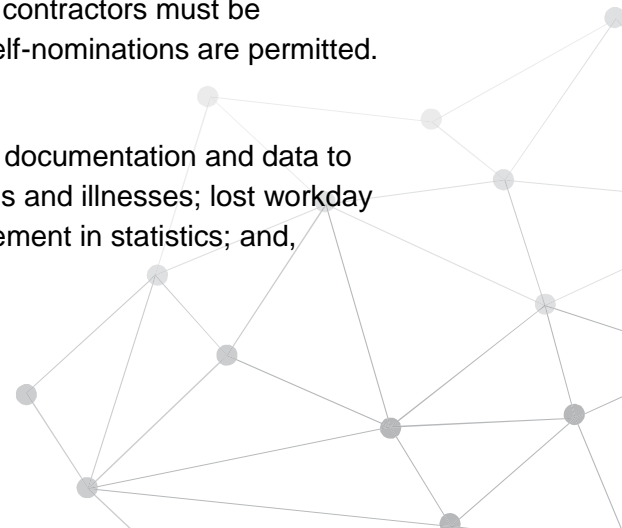 contractors must be
elf-nominations are permitted.
documentation and data to
s and illnesses; lost workday
ement in statistics; and,